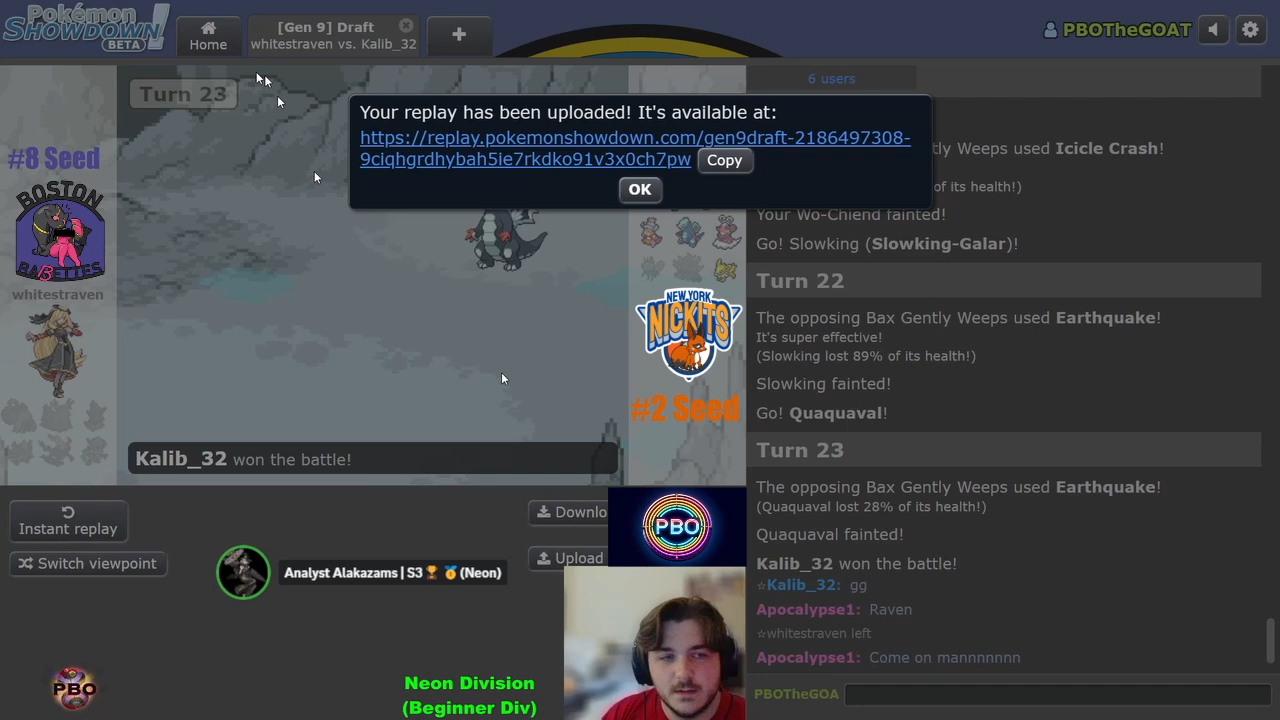 Pokémon
SHOWDOWN!
BETA
Home
[Gen 9] Draft
whitestraven vs. Kalib_32
PBOTheGOAT
Turn 23
6 users
Your replay has been uploaded! It's available at:
https://replay.pokemonshowdown.com/gen9draft-2186497308-
9ciqhgrdhybah5ie7rkdko91v3x0ch7pw Copy
OK
#8 Seed
BOSTON
BABETTES
whitestraven
NEW YORK
NICKITS
#2 Seed
Kalib_32 won the battle!
ly Weeps used Icicle Crash!
of its health!)
Your Wo-Chiend fainted!
Go! Slowking (Slowking-Galar)!
Turn 22
The opposing Bax Gently Weeps used Earthquake!
It's super effective!
(Slowking lost 89% of its health!)
Slowking fainted!
Go! Quaquaval!
Turn 23
The opposing Bax Gently Weeps used Earthquake!
(Quaquaval lost 28% of its health!)
Quaquaval fainted!
Kalib_32 won the battle!
☆Kalib_32: gg
Apocalypse1: Raven
☆whitestraven left
Apocalypse1: Come on mannnnnnn
PBOTheGOA
Instant replay
Switch viewpoint
Downlo
Upload
PBO
Analyst Alakazams | S3🏆 🥇(Neon)
PBO
Neon Division
(Beginner Div)